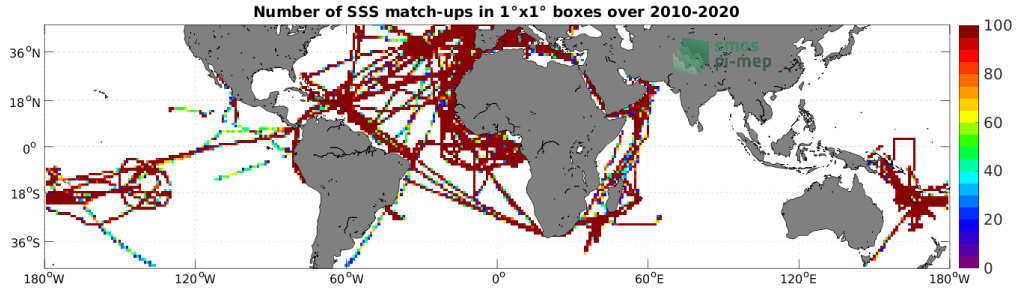 Number of SSS match-ups in 1°x1° boxes over 2010-2020
smos
pi-mep
36°N
18°N
0°
18°S
36°S
180°W
120°W
60°W
0°
60°E
120°E
180°W
100
80
60
40
20
0